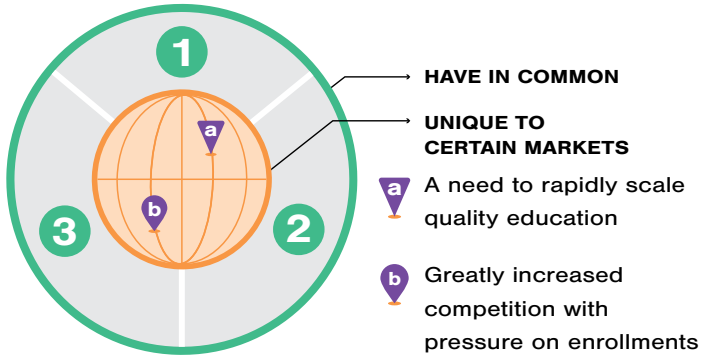 1
HAVE IN COMMON
a
UNIQUE TO
CERTAIN MARKETS
a
A need to rapidly scale
quality education
b
3
2
b
Greatly increased
competition with
pressure on enrollments